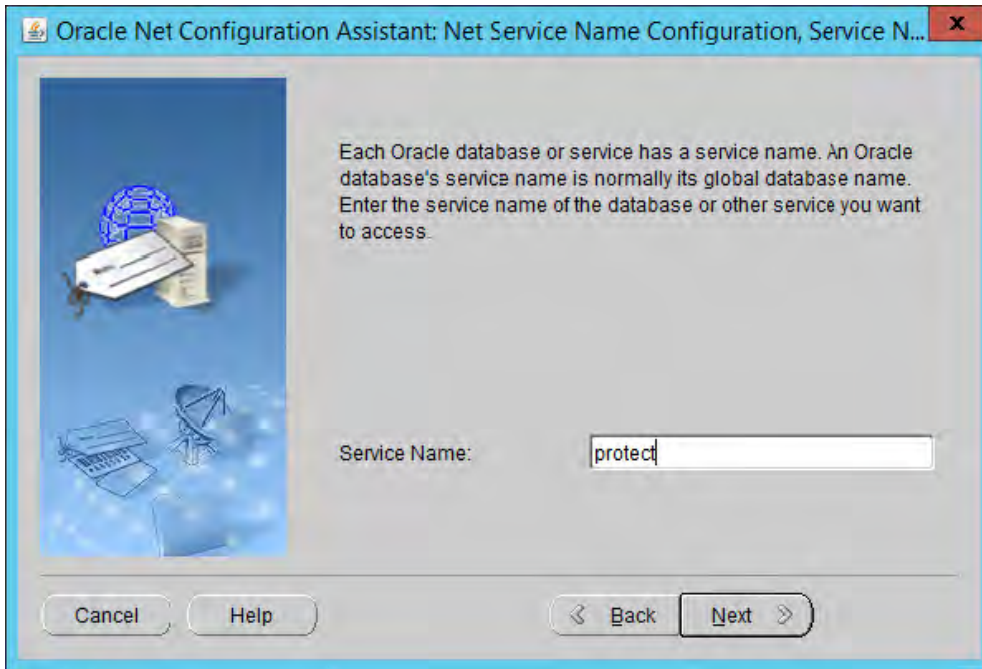 Oracle Net Configuration Assistant: Net Service Name Configuration, Service N...
x
Each Oracle database or service has a service name. An Oracle
database's service name is normally its global database name.
Enter the service name of the database or other service you want
to access.
Service Name: protect
Cancel Help Back Next